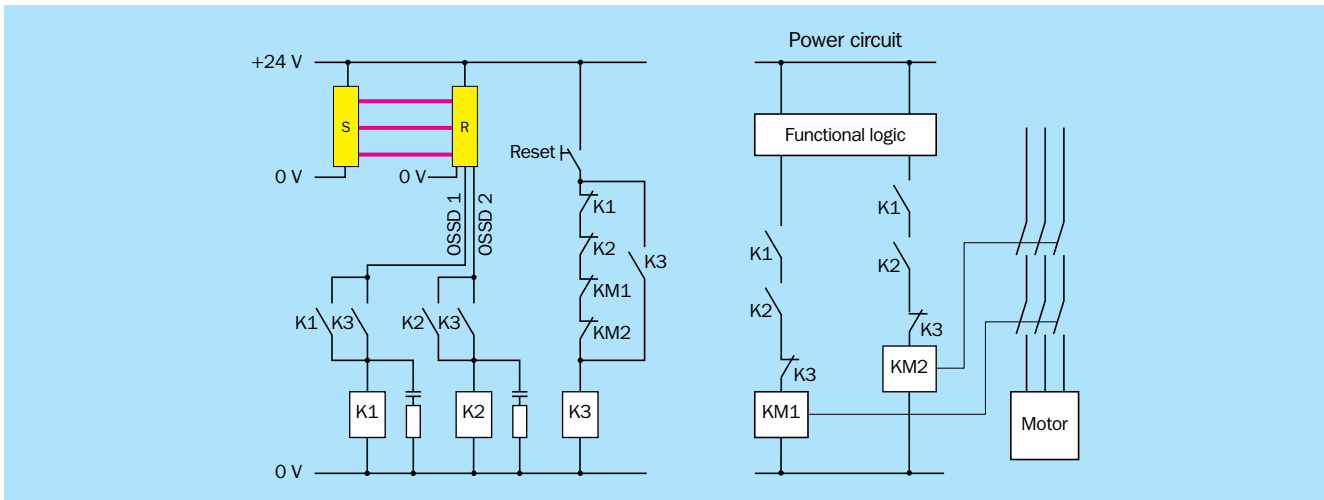 Power circuit
+24 V
S
R
Functional logic
Reset
0 V
0 V
OSSD 1
OSSD 2
K1
K1
K2
K1
K2
K3
KM1
K2
K1
K3
K2
K3
KM2
K3
KM2
K3
K1
K2
K3
KM1
Motor
0 V